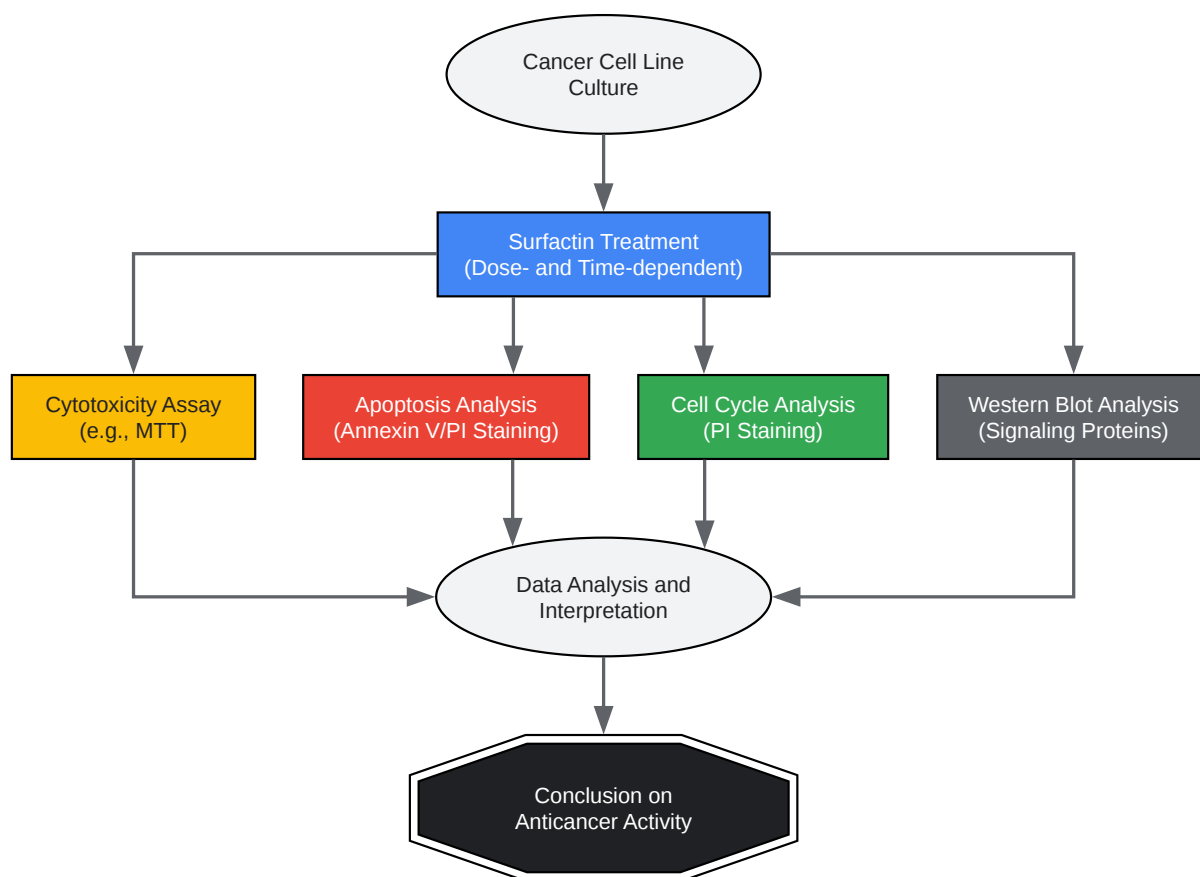 Cancer Cell Line
Culture
Surfactin Treatment
(Dose- and Time-dependent)
Cytotoxicity Assay
(e.g., MTT)
Apoptosis Analysis
(Annexin V/PI Staining)
Cell Cycle Analysis
(PI Staining)
Western Blot Analysis
(Signaling Proteins)
Data Analysis and
Interpretation
Conclusion on
Anticancer Activity